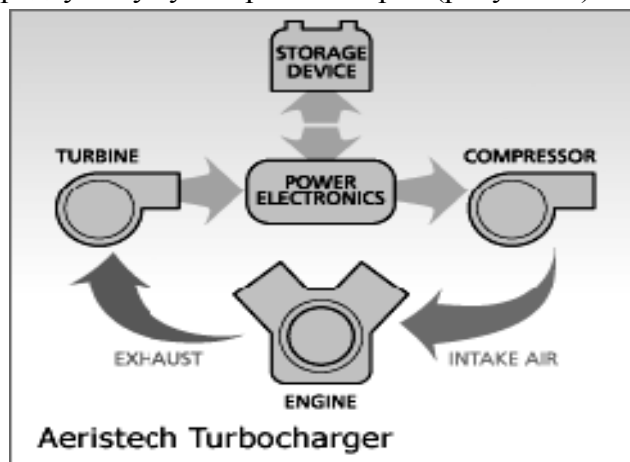 STORAGE
DEVICE
TURBINE
COMPRESSOR
POWER
ELECTRONICS
EXHAUST
INTAKE AIR
ENGINE
Aeristech Turbocharger